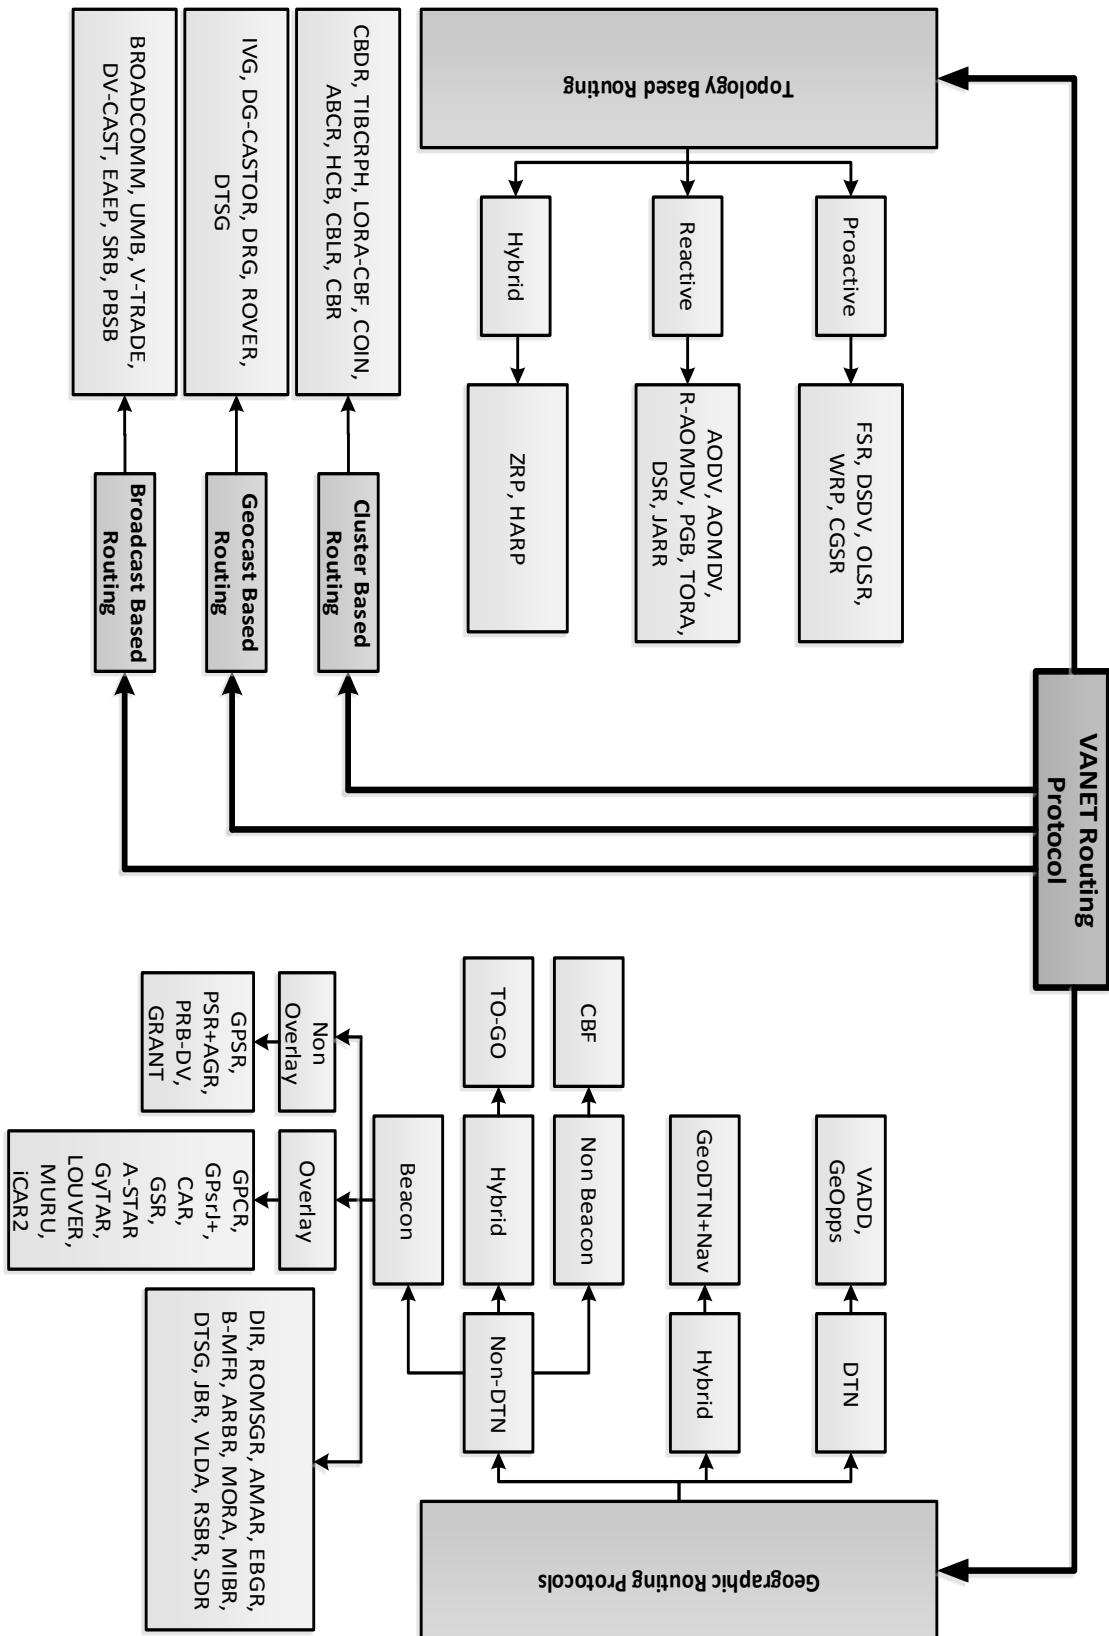 VANET Routing
Protocol
Topology Based Routing
Proactive
FSR, DSDV, OLSR,
WRP, CGSR
Reactive
AODV, AOMDV,
R-AOMDV, PGB, TORA,
DSR, JARR
Hybrid
ZRP, HARP
Cluster Based
Routing
CBDR, TIBCRPH, LORA-CBF, COIN,
ABCR, HCB, CBLR, CBR
Geocast Based
Routing
IVG, DG-CASTOR, DRG, ROVER,
DTSG
Broadcast Based
Routing
BROADCOMM, UMB, V-TRADE,
DV-CAST, EAEP, SRB, PBSB
Geographic Routing Protocols
DTN
VADD,
GeOpps
Hybrid
GeoDTN+Nav
Non-DTN
Non Beacon
CBF
Hybrid
TO-GO
Beacon
Non
Overlay
GPSR,
PSR+AGR,
PRB-DV,
GRANT
Overlay
GPCR,
GPsrJ+,
CAR,
GSR,
A-STAR
GyTAR,
LOUVER,
MURU,
iCAR2
DIR, ROMSGR, AMAR, EBGR,
B-MFR, ARBR, MORA, MIBR,
DTSG, JBR, VLDA, RSBR, SDR